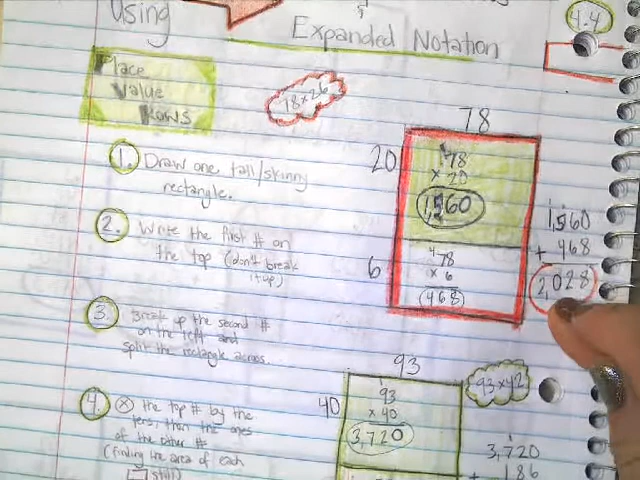 Using
Expanded Notation
4.4
Place
Value
Rows
78 x 26
1. Draw one tall/skinny
rectangle.
2. Write the first # on
the top (don't break
it up)
3. Break up the second #
on the left and
split the rectangle across.
4. ⓧ the top # by the
tens, then the ones
of the other #
(finding the area of each
78
20
78
x 20
1,560
6
4
78
x 6
468
1
1,560
+ 468
2,028
93 x 42
93
40
1
93
x 40
3,720
1
3,720
+ 186